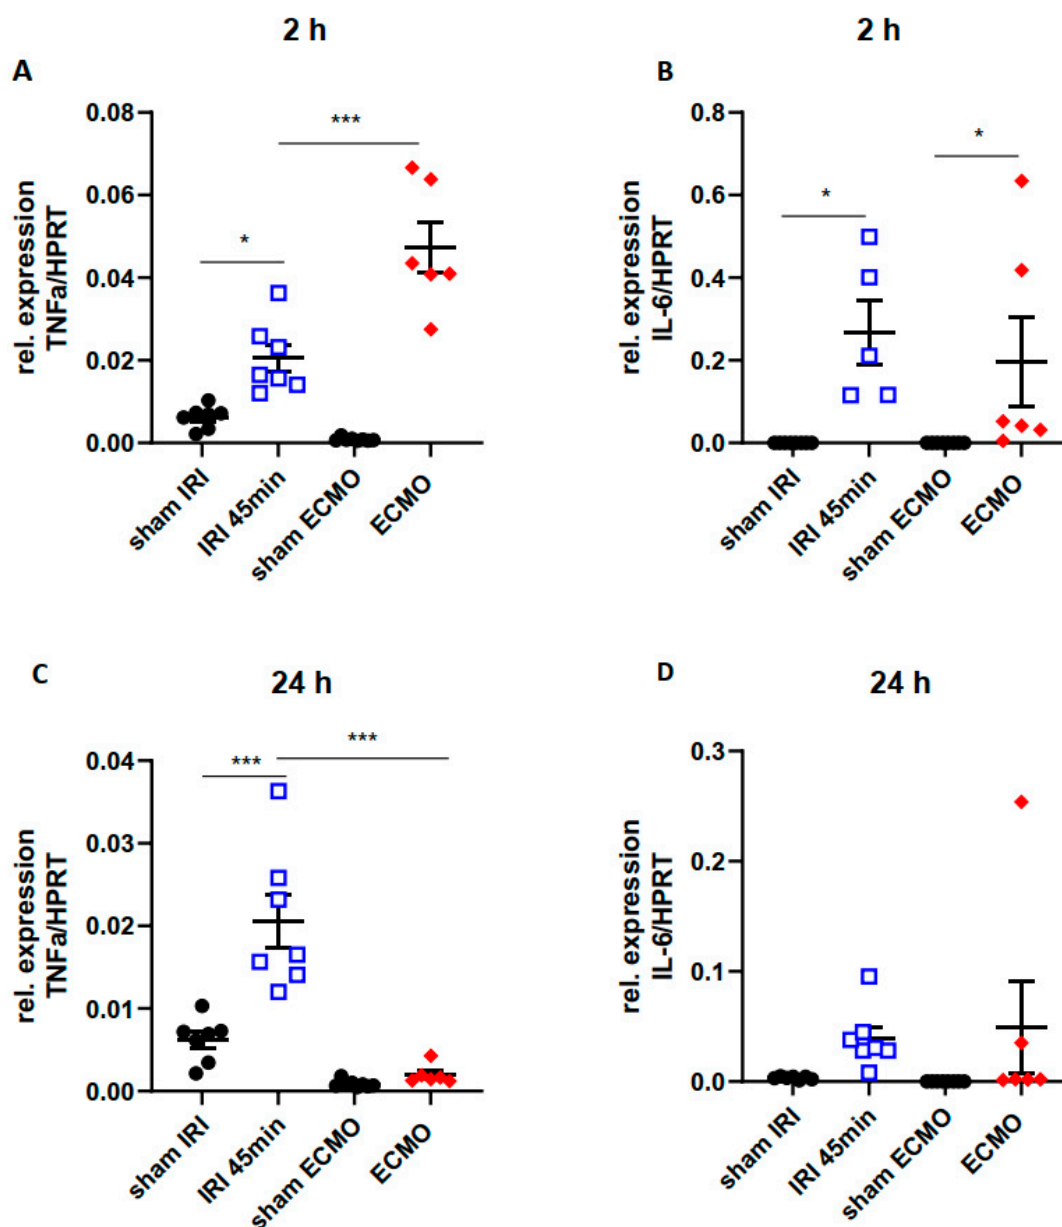 2 h
A
rel. expression
TNFa/HPRT
0.08
0.06
0.04
0.02
0.00
*
***
sham IRI
IRI 45min
sham ECMO
ECMO
2 h
B
rel. expression
IL-6/HPRT
0.8
0.6
0.4
0.2
0.0
*
*
sham IRI
IRI 45min
sham ECMO
ECMO
24 h
C
rel. expression
TNFa/HPRT
0.04
0.03
0.02
0.01
0.00
***
***
sham IRI
IRI 45min
sham ECMO
ECMO
24 h
D
rel. expression
IL-6/HPRT
0.3
0.2
0.1
0.0
sham IRI
IRI 45min
sham ECMO
ECMO